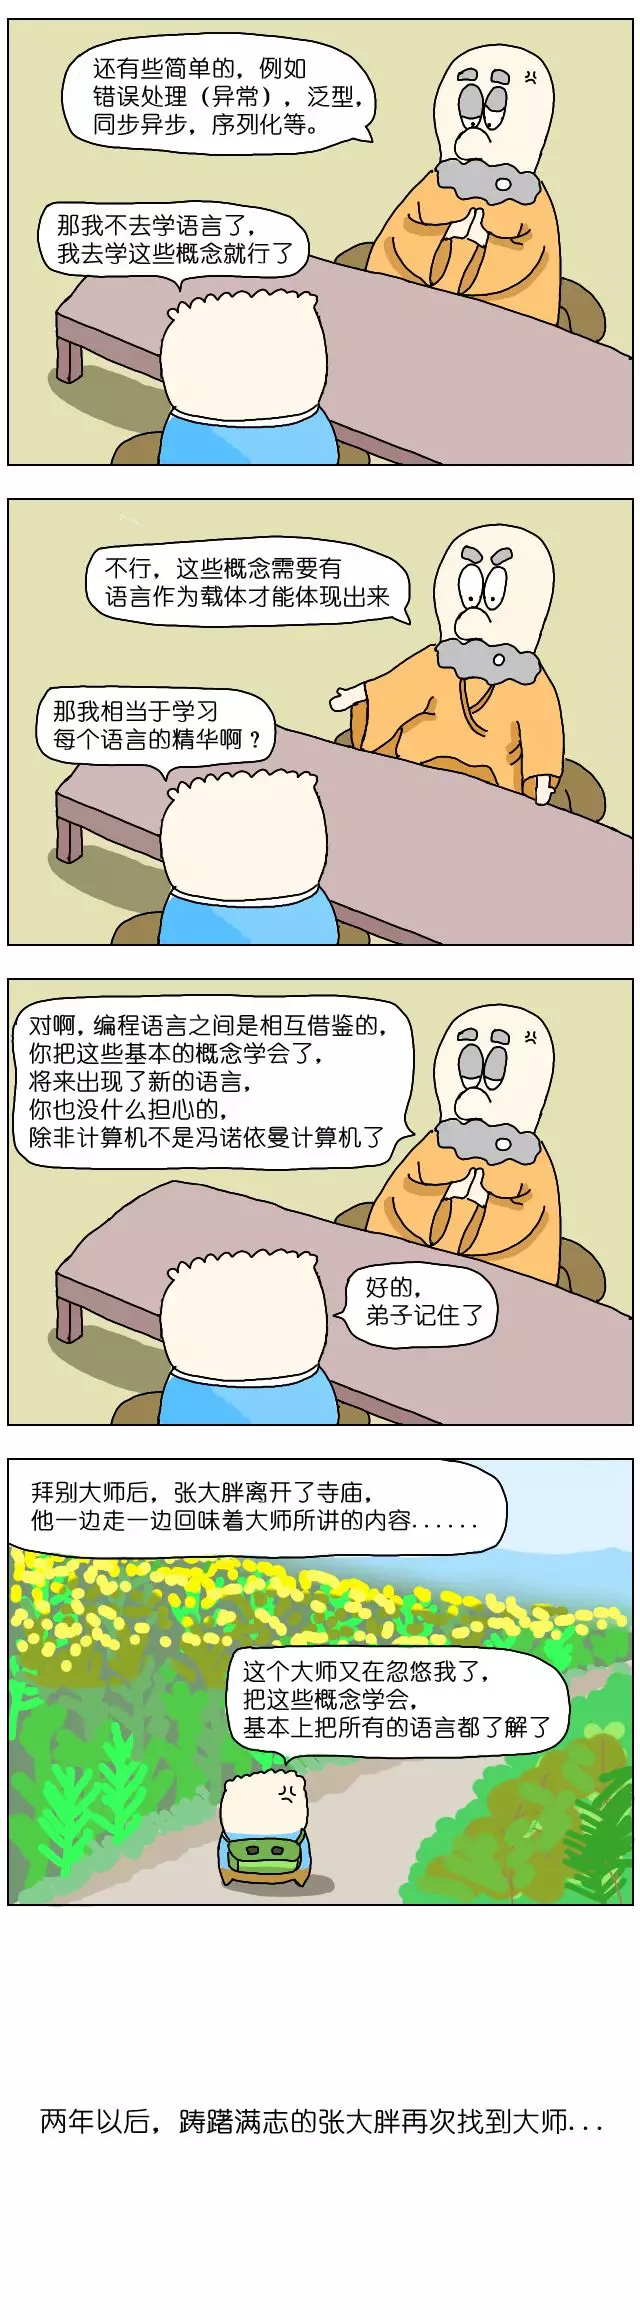 还有些简单的，例如
错误处理（异常），泛型，
同步异步，序列化等。
那我不去学语言了，
我去学这些概念就行了
不行，这些概念需要有
语言作为载体才能体现出来
那我相当于学习
每个语言的精华啊？
对啊，编程语言之间是相互借鉴的，
你把这些基本的概念学会了，
将来出现了新的语言，
你也没什么担心的，
除非计算机不是冯诺依曼计算机了
好的，
弟子记住了
拜别大师后，张大胖离开了寺庙，
他一边走一边回味着大师所讲的内容......
这个大师又在忽悠我了，
把这些概念学会，
基本上把所有的语言都了解了
两年以后，踌躇满志的张大胖再次找到大师...